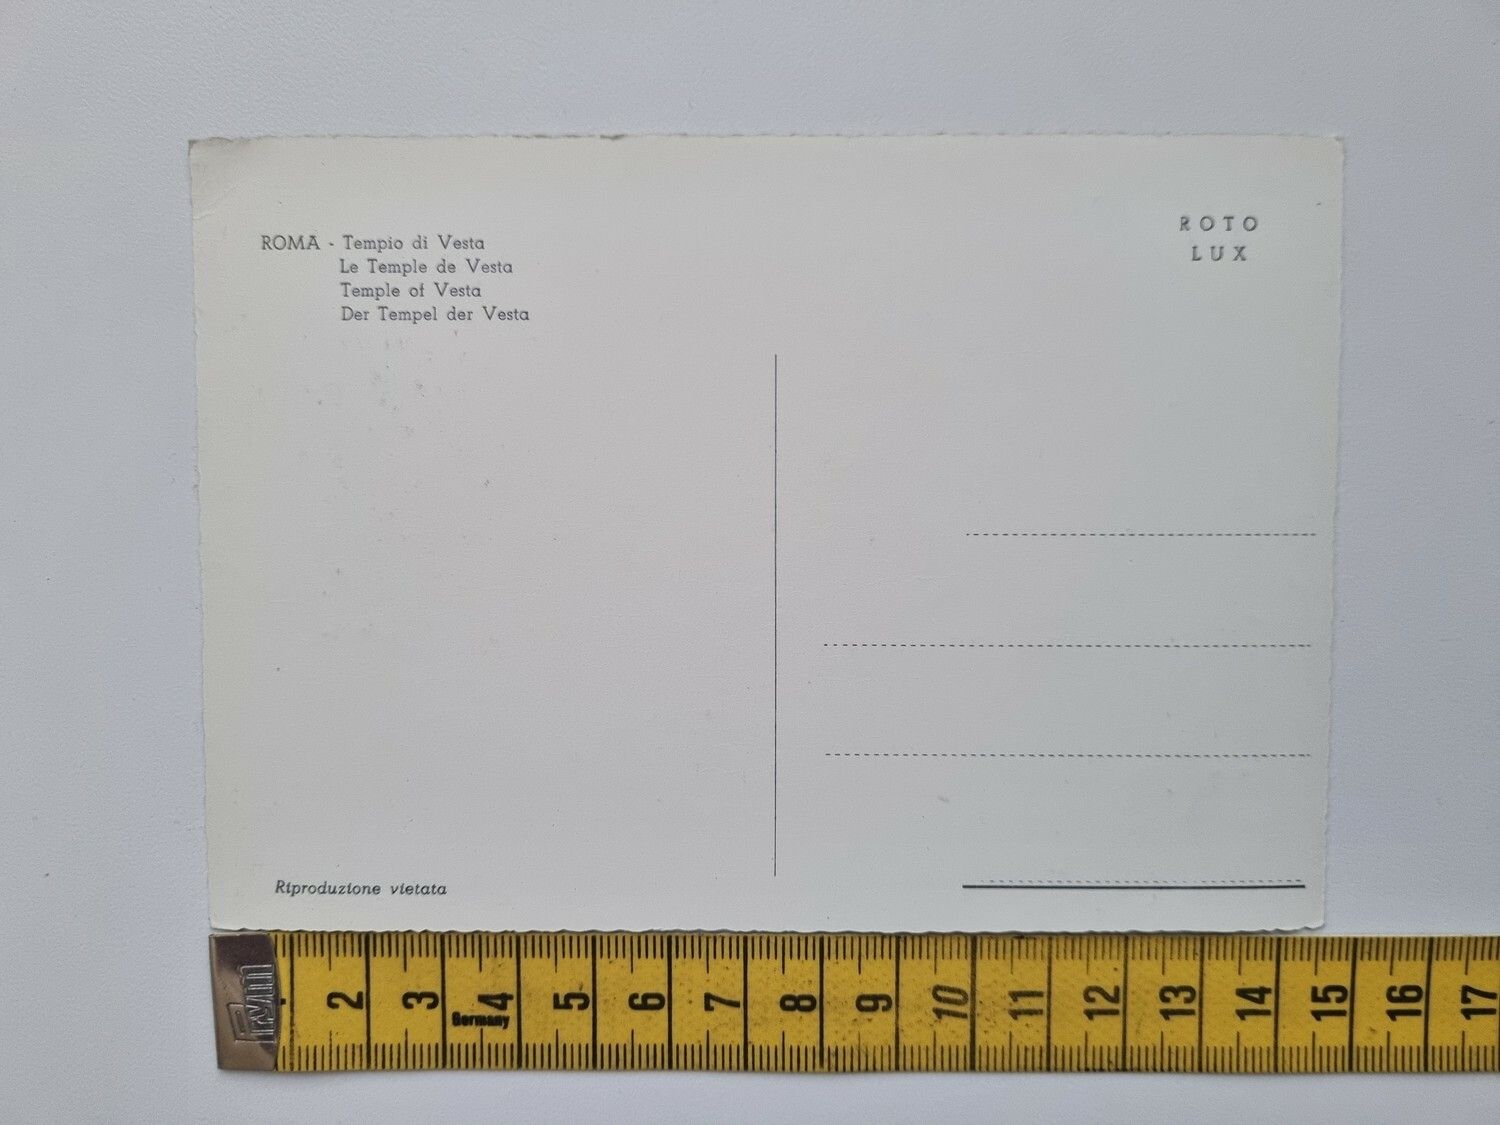 ROMA - Tempio di Vesta
Le Temple de Vesta
Temple of Vesta
Der Tempel der Vesta
ROTO
LUX
Riproduzione vietata
Prym
2 3 4 5 6 7 8 9 10 11 12 13 14 15 16 17
Germany